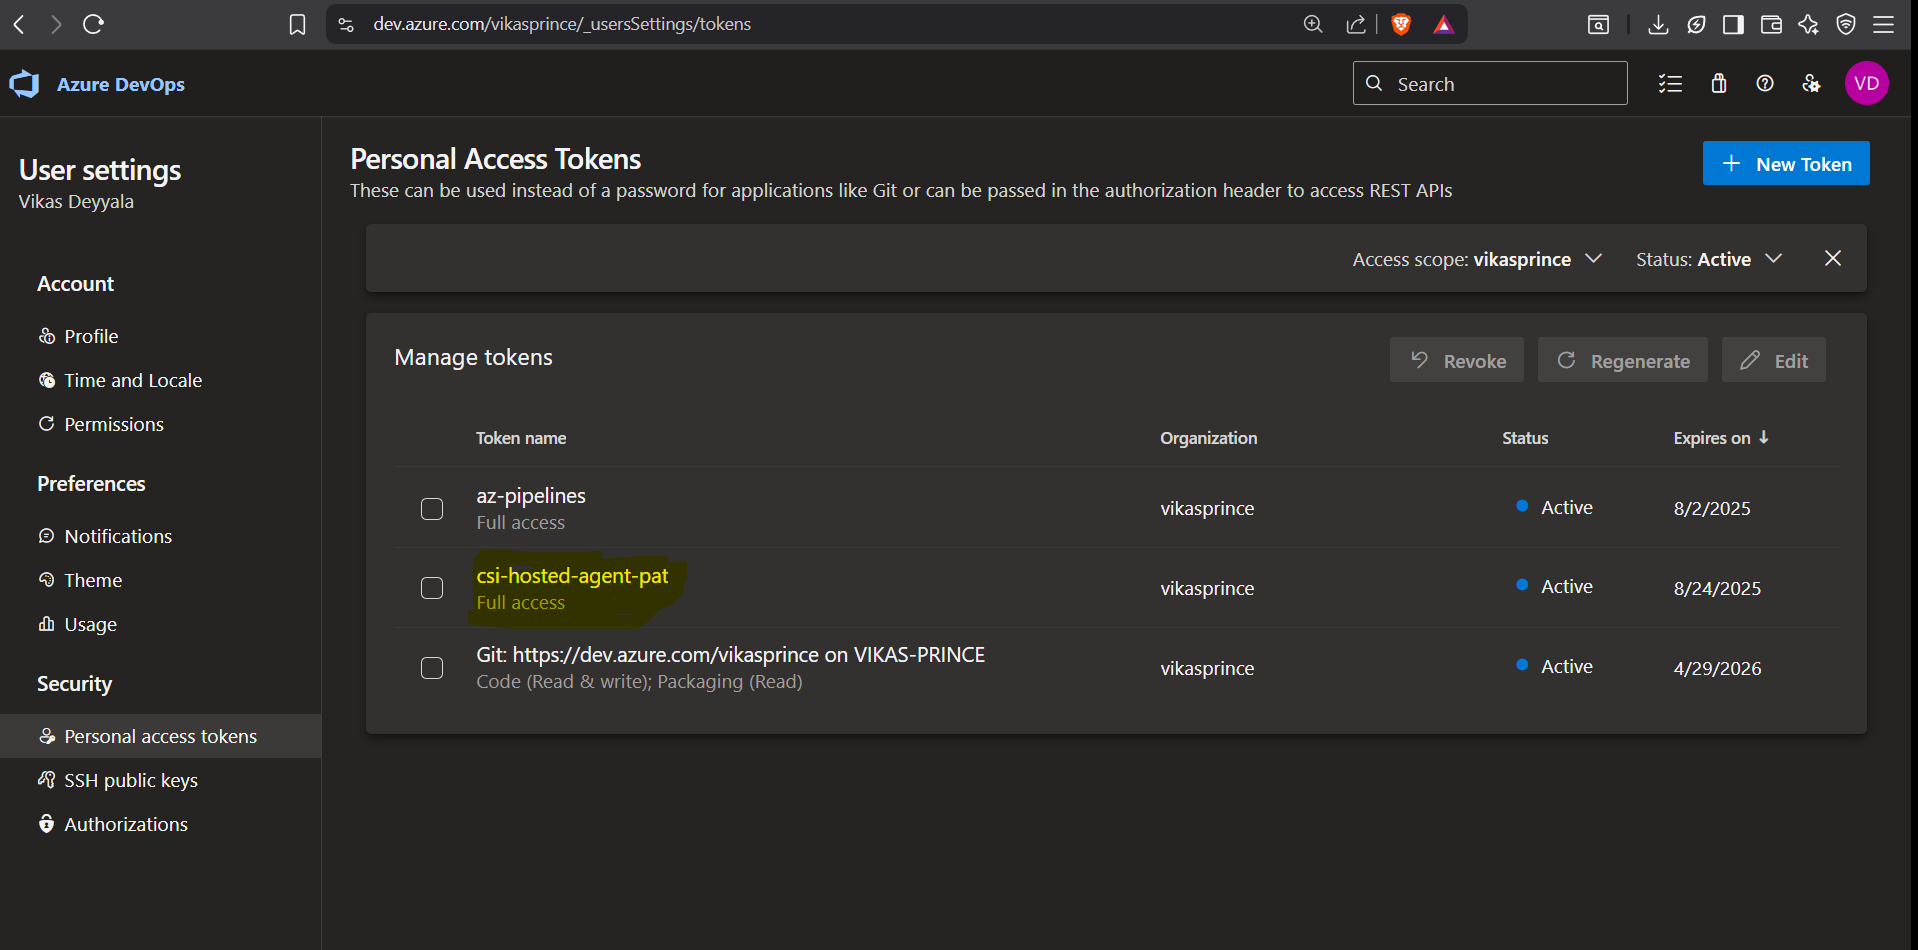 dev.azure.com/vikasprince/_usersSettings/tokens
Azure DevOps
Search
VD
User settings
Vikas Deyyala
Account
Profile
Time and Locale
Permissions
Preferences
Notifications
Theme
Usage
Security
Personal access tokens
SSH public keys
Authorizations
Personal Access Tokens
These can be used instead of a password for applications like Git or can be passed in the authorization header to access REST APIs
New Token
Access scope: vikasprince
Status: Active
Manage tokens
Revoke
Regenerate
Edit
Token name Organization Status Expires on
az-pipelines
Full access
vikasprince Active 8/2/2025
csi-hosted-agent-pat
Full access
vikasprince Active 8/24/2025
Git: https://dev.azure.com/vikasprince on VIKAS-PRINCE
Code (Read & write); Packaging (Read)
vikasprince Active 4/29/2026